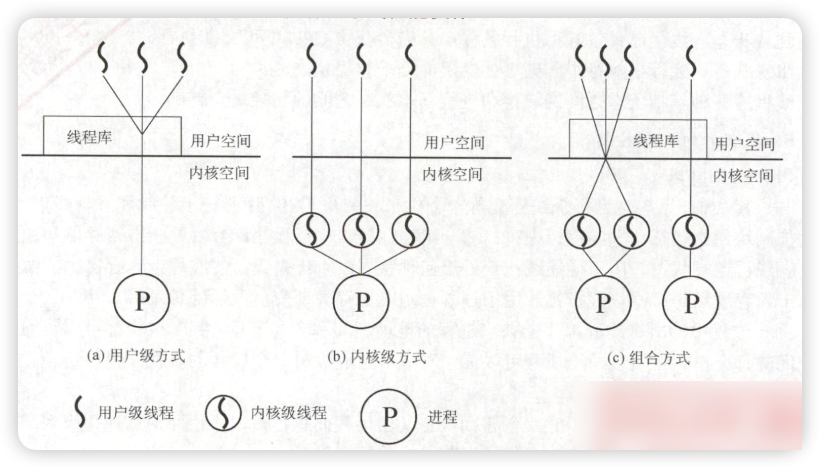 线程库 用户空间
内核空间
用户空间
内核空间
线程库 用户空间
内核空间
P
P
P
P
(a) 用户级方式
(b) 内核级方式
(c) 组合方式
用户级线程
内核级线程
P 进程